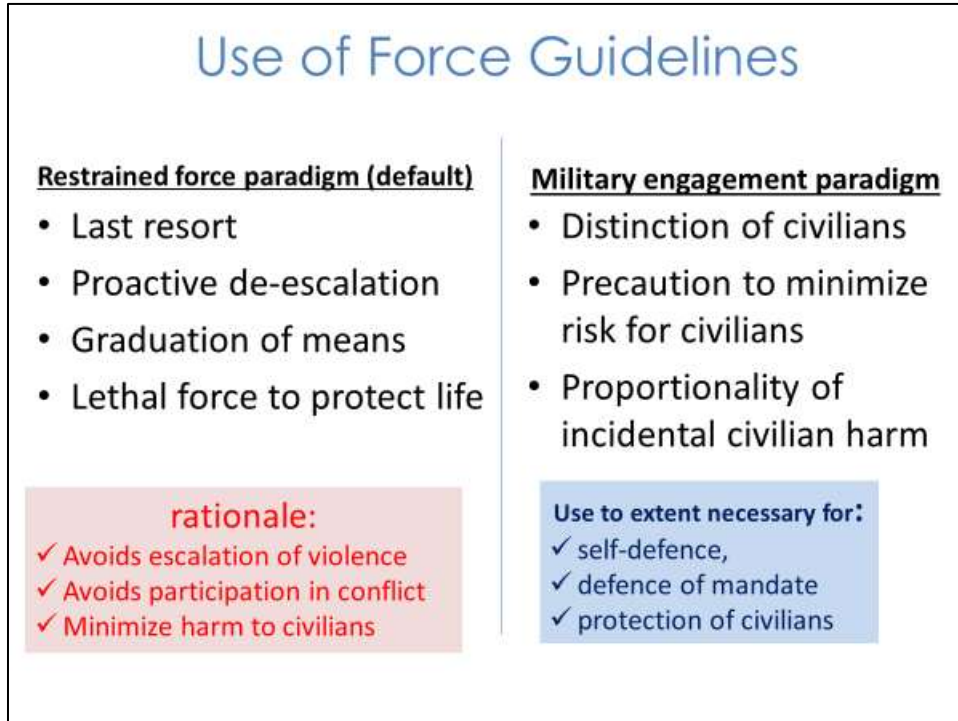 Use of Force Guidelines
Restrained force paradigm (default)
• Last resort
• Proactive de-escalation
• Graduation of means
• Lethal force to protect life
rationale:
✓ Avoids escalation of violence
✓ Avoids participation in conflict
✓ Minimize harm to civilians
Military engagement paradigm
• Distinction of civilians
• Precaution to minimize
risk for civilians
• Proportionality of
incidental civilian harm
Use to extent necessary for:
✓ self-defence,
✓ defence of mandate
✓ protection of civilians